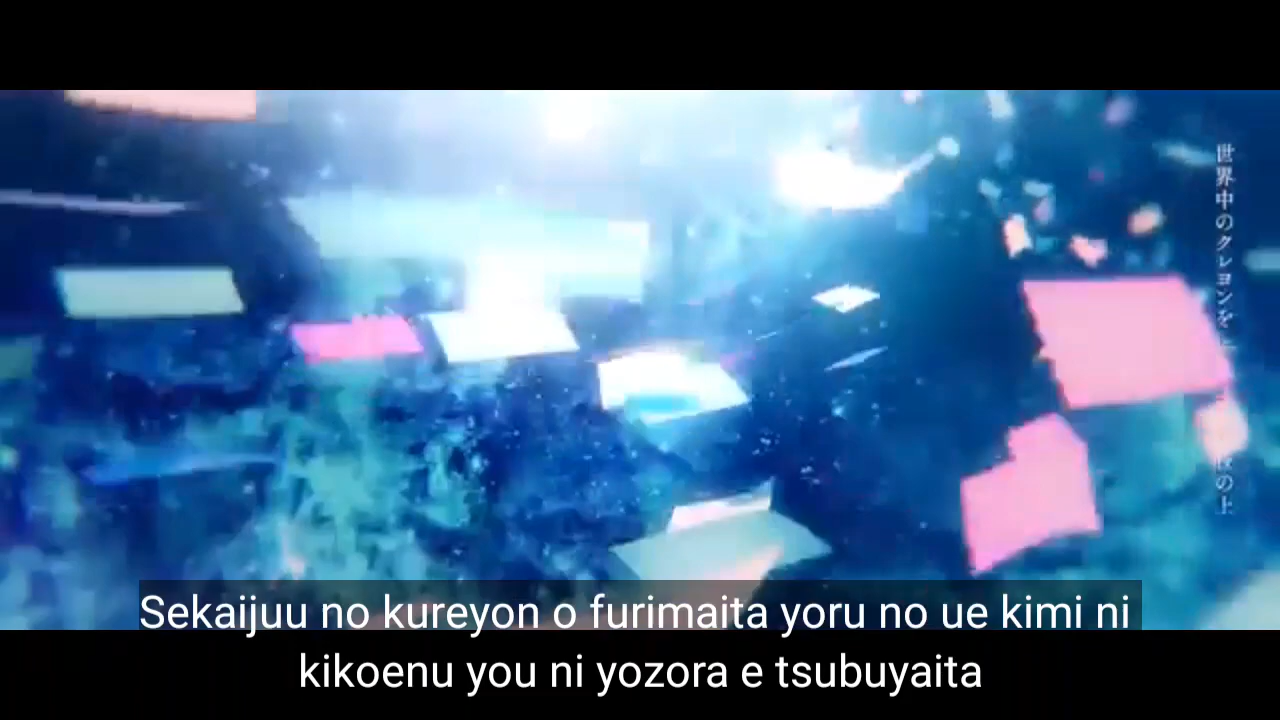 世界中のクレヨンを
の上
Sekaijuu no kureyon o furimaita yoru no ue kimi ni
kikoenu you ni yozora e tsubuyaita